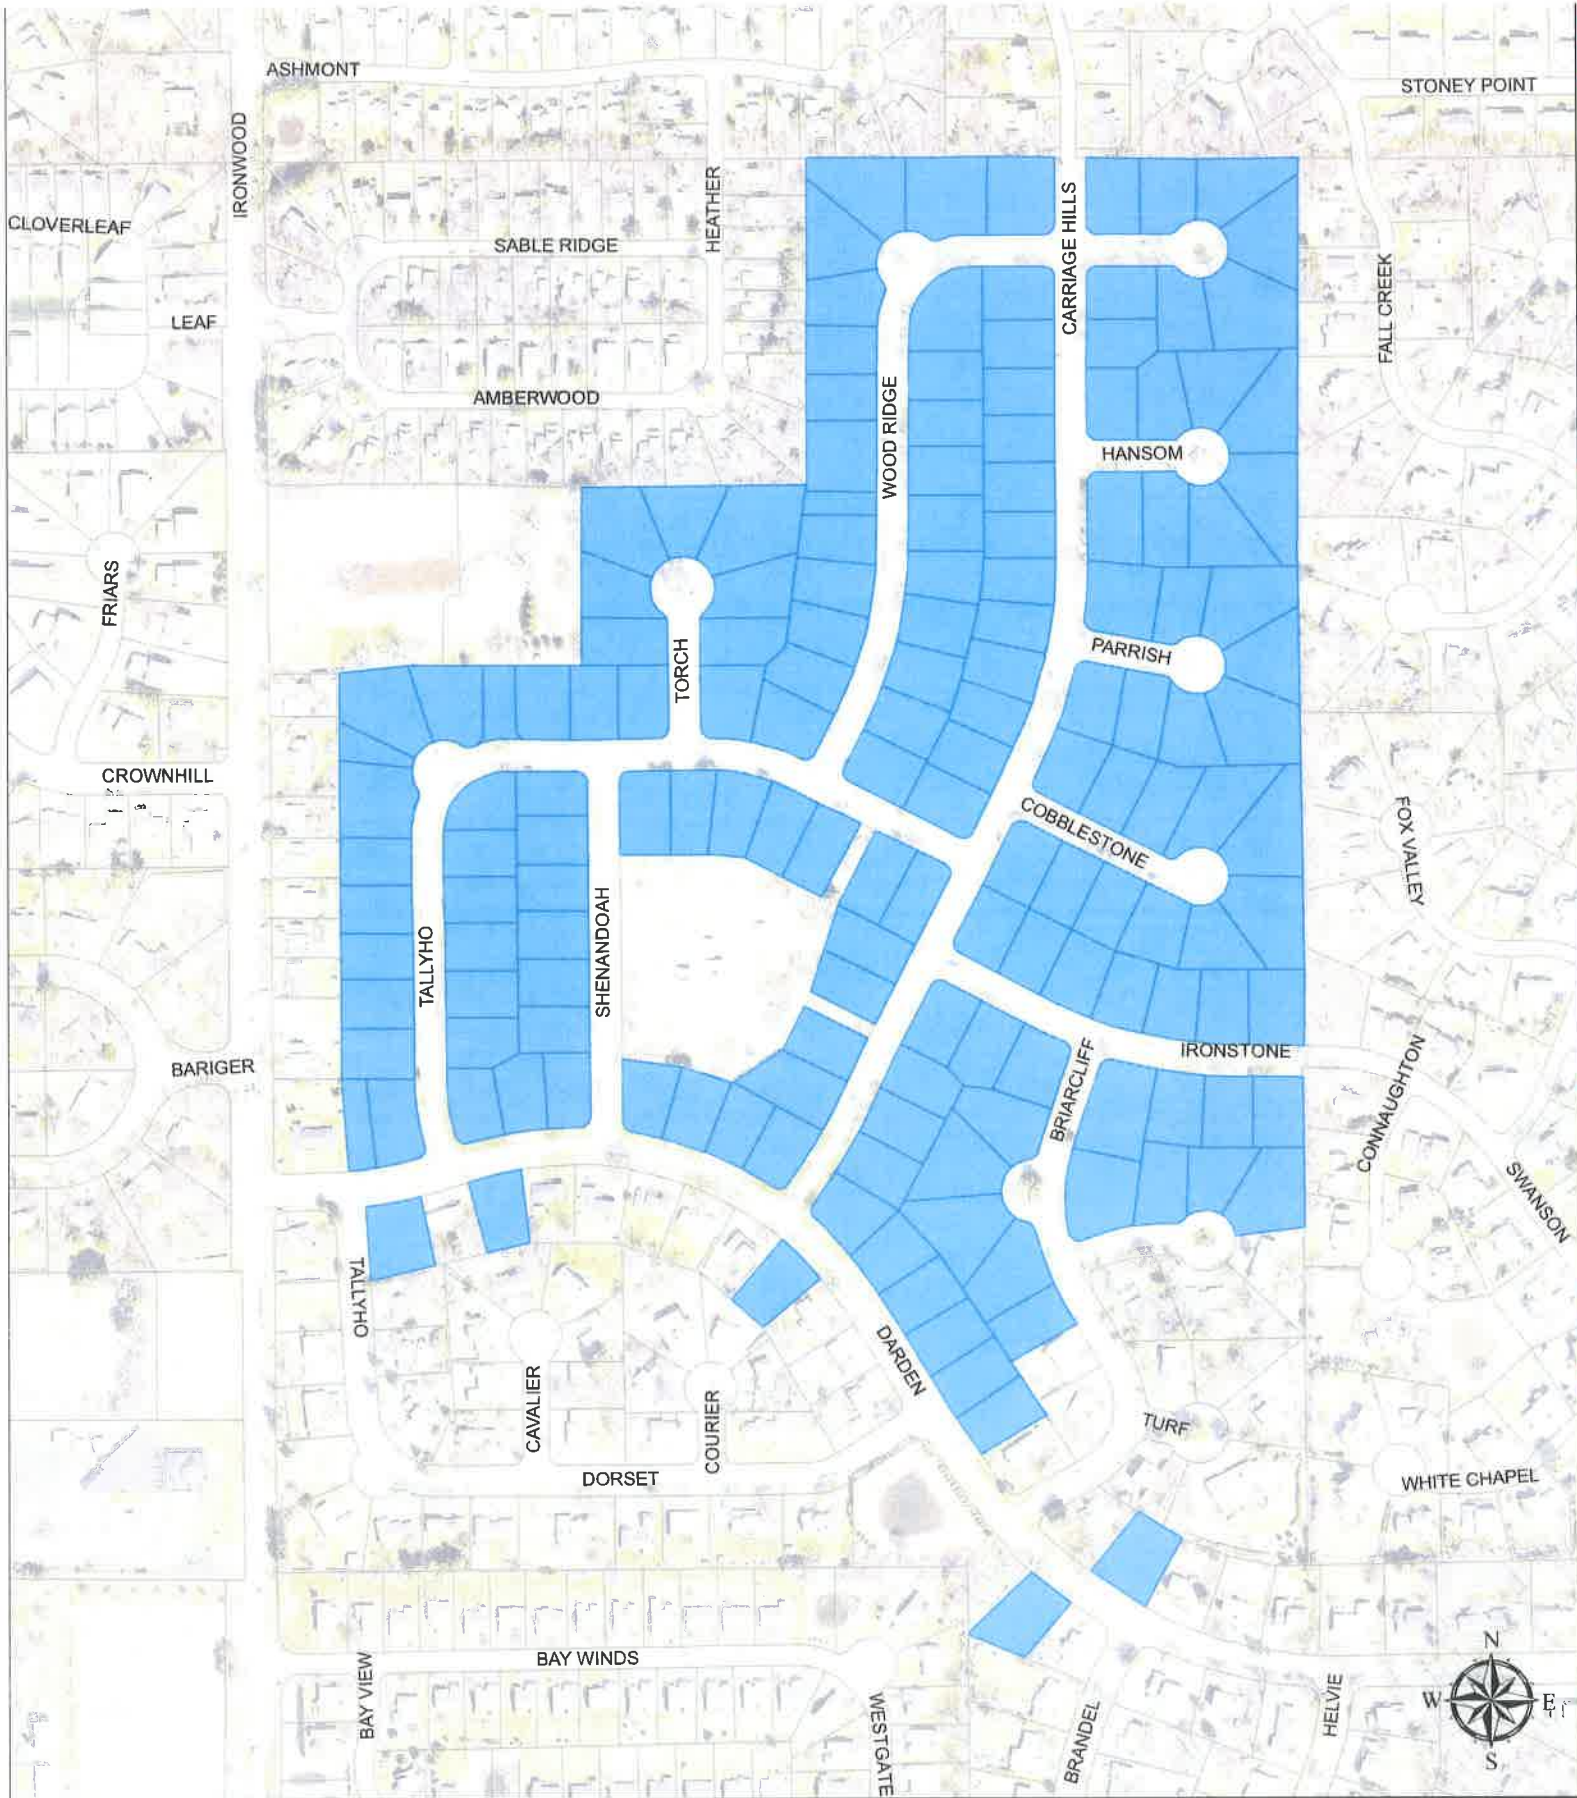 ASHMONT
STONEY POINT
IRONWOOD
HEATHER
CARRIAGE HILLS
CLOVERLEAF
SABLE RIDGE
FALL CREEK
LEAF
AMBERWOOD
WOOD RIDGE
HANSOM
FRIARS
TORCH
PARRISH
CROWNHILL
COBBLESTONE
FOX VALLEY
TALLYHO
SHENANDOAH
BARIGER
IRONSTONE
BRIARCLIFF
CONNAUGHTON
SWANSON
TALLYHO
DARDEN
CAVALIER
COURIER
TURF
DORSET
WHITE CHAPEL
BAY WINDS
BAY VIEW
WESTGATE
BRANDEL
HELVIE
N
W
E
S